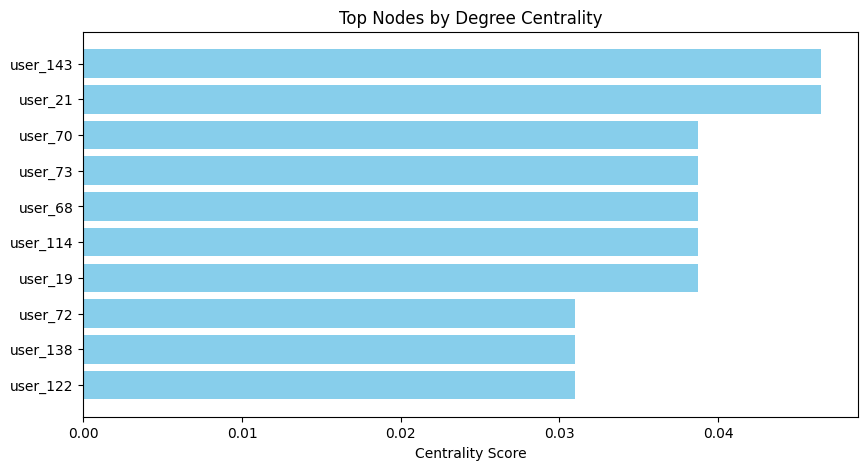 Top Nodes by Degree Centrality
user_143
user_21
user_70
user_73
user_68
user_114
user_19
user_72
user_138
user_122
0.00 0.01 0.02 0.03 0.04
Centrality Score